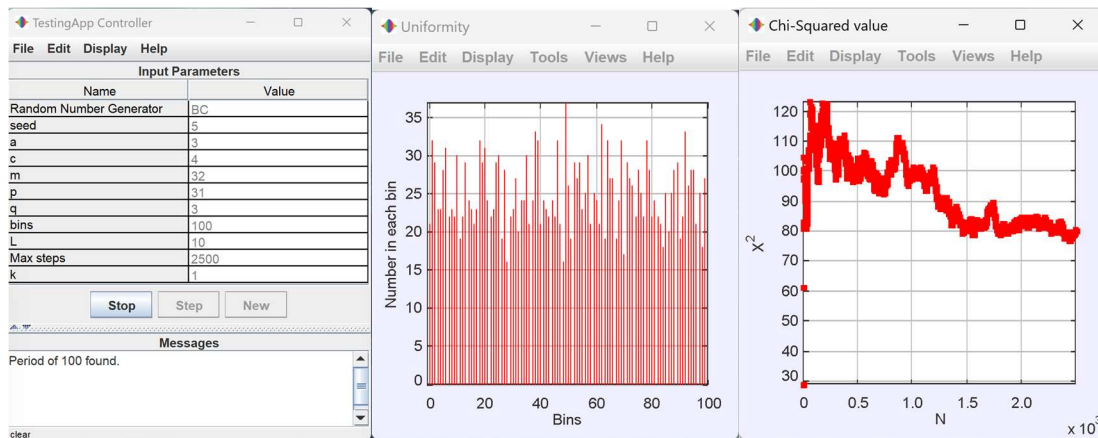 TestingApp Controller
File Edit Display Help
Input Parameters
Name Value
Random Number Generator BC
seed 5
a 3
c 4
m 32
p 31
q 3
bins 100
L 10
Max steps 2500
k 1
Stop Step New
Messages
Period of 100 found.
clear
Uniformity
File Edit Display Tools Views Help
Number in each bin
35
30
25
20
15
10
5
0
0 20 40 60 80 100
Bins
Chi-Squared value
File Edit Display Tools Views Help
χ²
120
110
100
90
80
70
60
50
40
30
0 0.5 1.0 1.5 2.0
N
x 10³